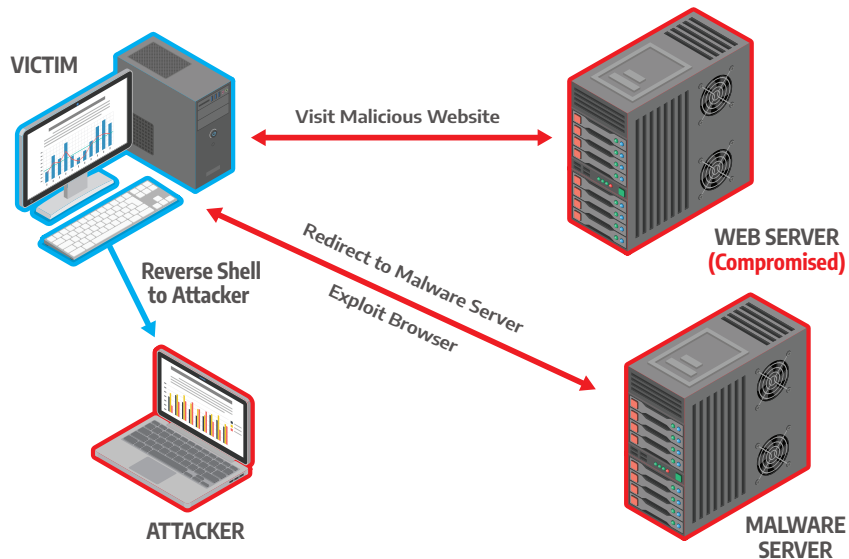 VICTIM
Visit Malicious Website
WEB SERVER
(Compromised)
Redirect to Malware Server
Exploit Browser
Reverse Shell
to Attacker
ATTACKER
MALWARE
SERVER